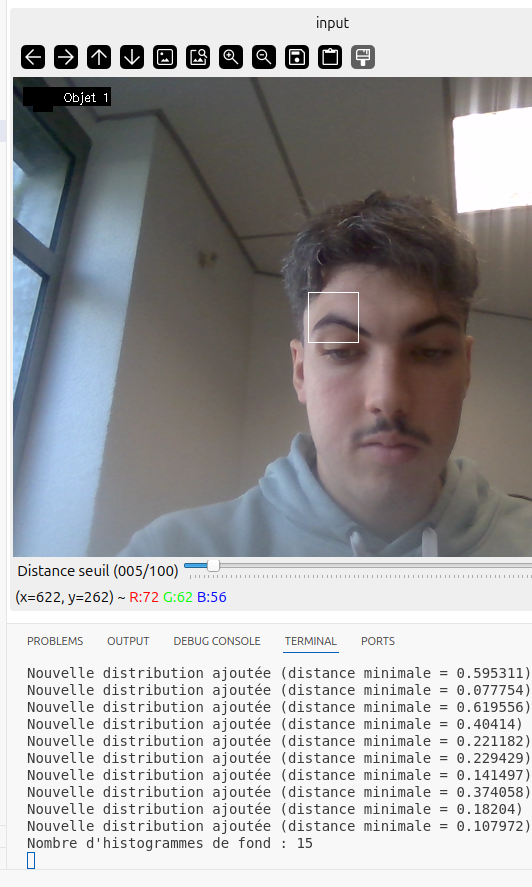 input
Objet 1
Distance seuil (005/100)
(x=622, y=262) ~ R:72 G:62 B:56
PROBLEMS OUTPUT DEBUG CONSOLE TERMINAL PORTS
Nouvelle distribution ajoutée (distance minimale = 0.595311)
Nouvelle distribution ajoutée (distance minimale = 0.077754)
Nouvelle distribution ajoutée (distance minimale = 0.619556)
Nouvelle distribution ajoutée (distance minimale = 0.40414)
Nouvelle distribution ajoutée (distance minimale = 0.221182)
Nouvelle distribution ajoutée (distance minimale = 0.229429)
Nouvelle distribution ajoutée (distance minimale = 0.141497)
Nouvelle distribution ajoutée (distance minimale = 0.374058)
Nouvelle distribution ajoutée (distance minimale = 0.18204)
Nouvelle distribution ajoutée (distance minimale = 0.107972)
Nombre d'histogrammes de fond : 15